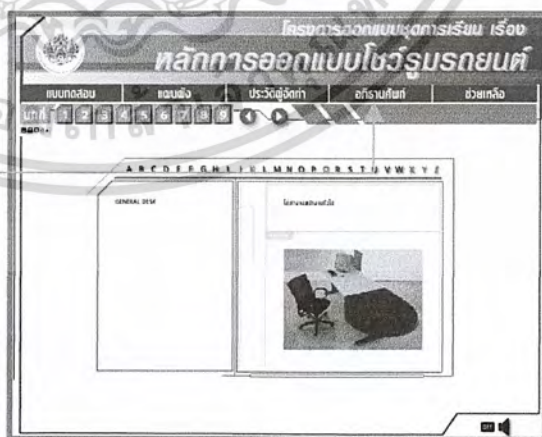 โครงการออกแบบชุดการเรียน เรื่อง
หลักการออกแบบโชว์รูมรถยนต์
แบบทดสอบ แผนผัง ประวัติผู้จัดทำ อภิธานศัพท์ ช่วยเหลือ
บทที่ 1 2 3 4 5 6 7 8 9
A B C D E F G H I J K L M N O P Q R S T U V W X Y Z
GENERAL DESK
OFF